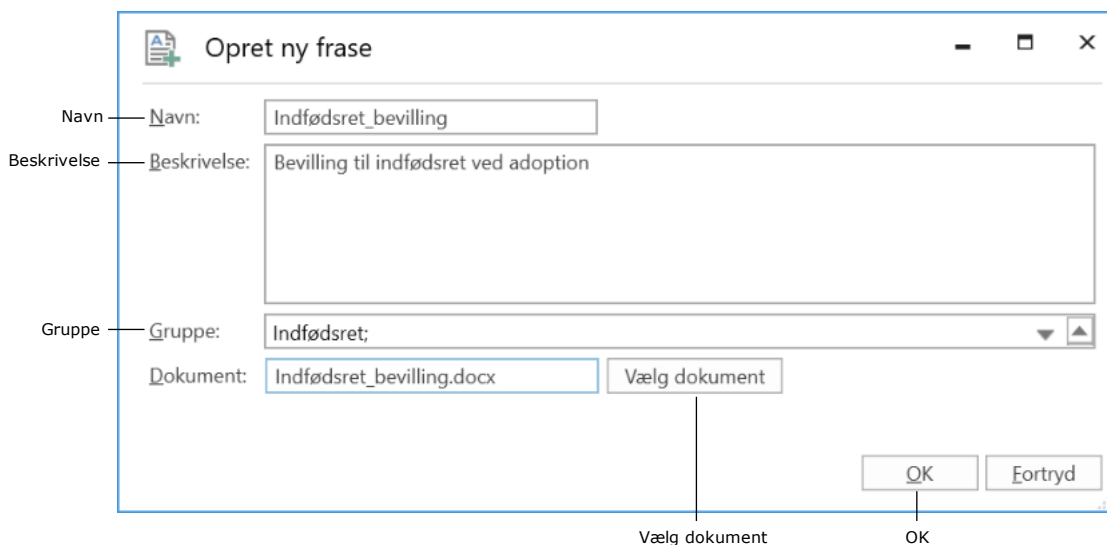 Opret ny frase
Navn Navn: Indfødsret_bevilling
Beskrivelse Beskrivelse: Bevilling til indfødsret ved adoption
Gruppe Gruppe: Indfødsret;
Dokument: Indfødsret_bevilling.docx Vælg dokument
OK Fortryd
Vælg dokument OK